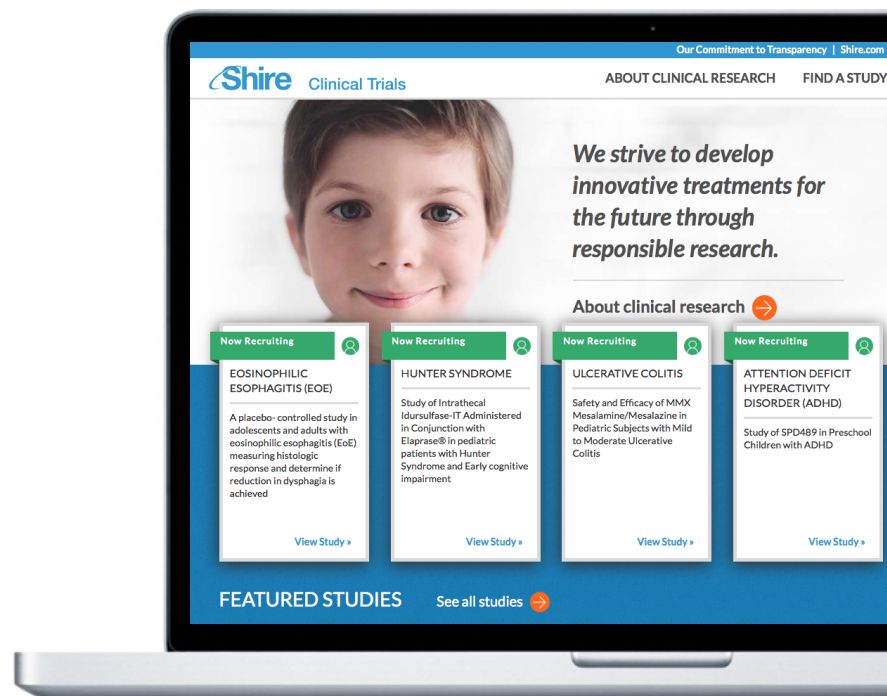 Our Commitment to Transparency | Shire.com
Shire Clinical Trials
ABOUT CLINICAL RESEARCH FIND A STUDY
We strive to develop
innovative treatments for
the future through
responsible research.
About clinical research
Now Recruiting
EOSINOPHILIC
ESOPHAGITIS (EOE)
A placebo- controlled study in
adolescents and adults with
eosinophilic esophagitis (EoE)
measuring histologic
response and determine if
reduction in dysphagia is
achieved
View Study »
Now Recruiting
HUNTER SYNDROME
Study of Intrathecal
Idursulfase-IT Administered
in Conjunction with
Elaprase® in pediatric
patients with Hunter
Syndrome and Early cognitive
impairment
View Study »
Now Recruiting
ULCERATIVE COLITIS
Safety and Efficacy of MMX
Mesalamine/Mesalazine in
Pediatric Subjects with Mild
to Moderate Ulcerative
Colitis
View Study »
Now Recruiting
ATTENTION DEFICIT
HYPERACTIVITY
DISORDER (ADHD)
Study of SPD489 in Preschool
Children with ADHD
View Study »
FEATURED STUDIES See all studies